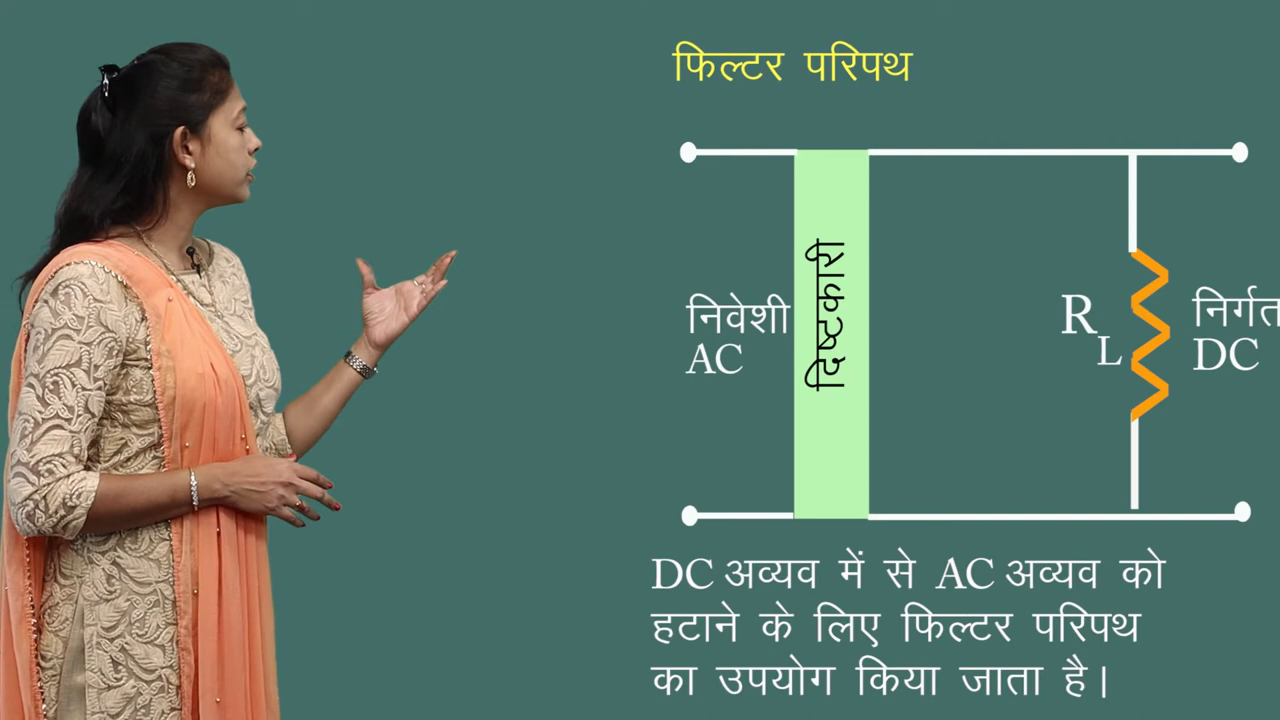 फिल्टर परिपथ
निवेशी
AC
दिष्टकारी
R
L
निर्गत
DC
DC अव्यव में से AC अव्यव को
हटाने के लिए फिल्टर परिपथ
का उपयोग किया जाता है।